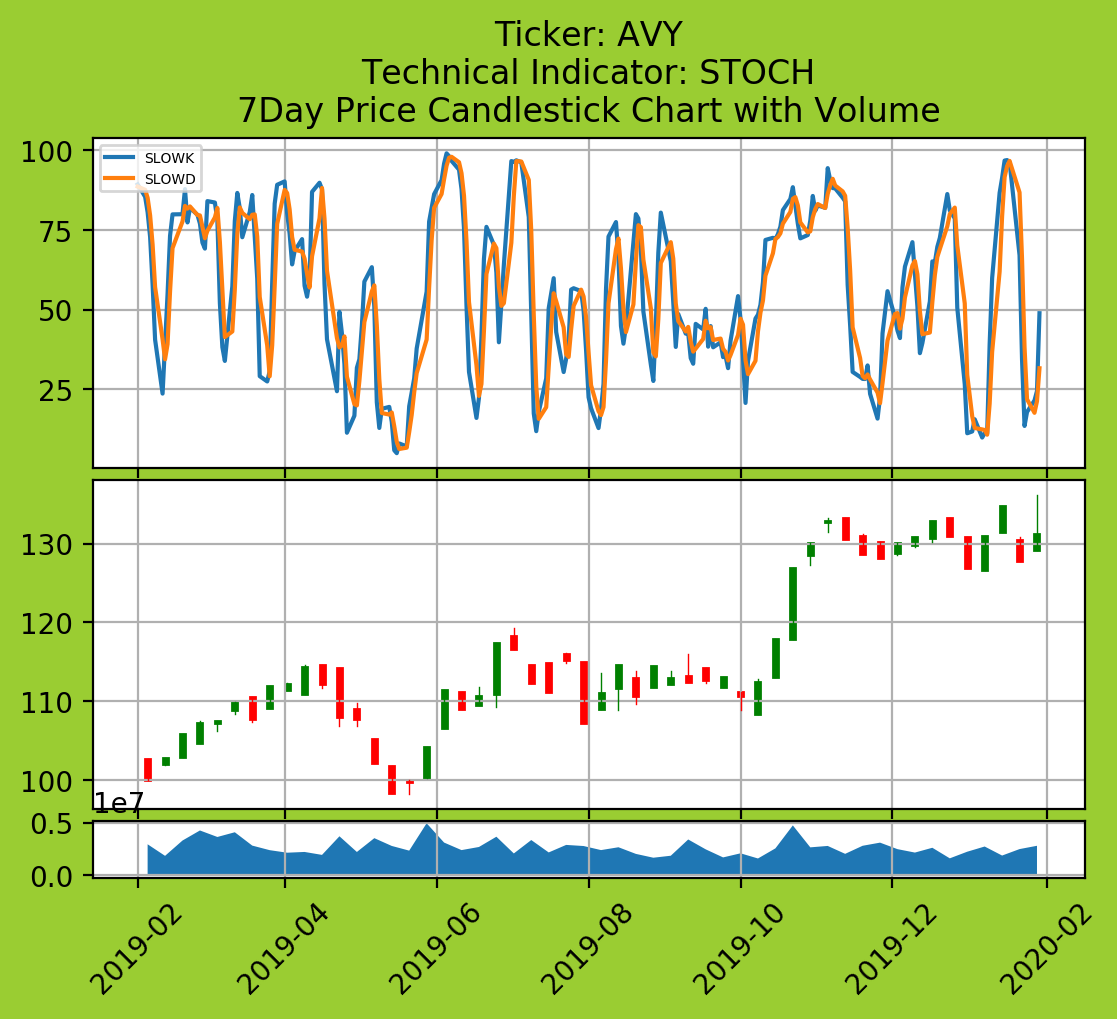 Ticker: AVY
Technical Indicator: STOCH
7Day Price Candlestick Chart with Volume
100
75
50
25
SLOWK
SLOWD
130
120
110
100
1e7
0.5
0.0
2019-02
2019-04
2019-06
2019-08
2019-10
2019-12
2020-02